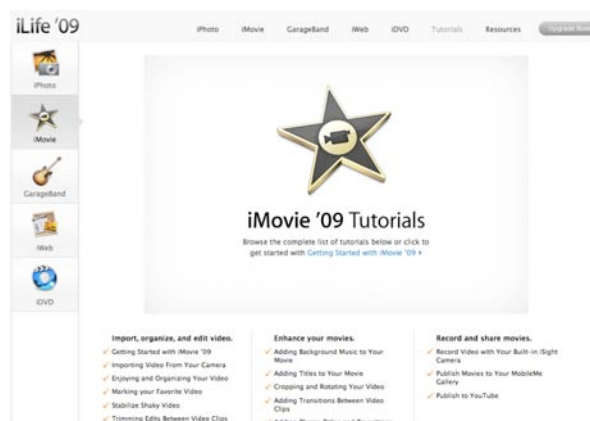 iLife '09
iPhoto iMovie GarageBand iWeb iDVD Tutorials Resources Upgrade Now
iPhoto
iMovie
GarageBand
iWeb
iDVD
iMovie '09 Tutorials
Browse the complete list of tutorials below or click to
get started with Getting Started with iMovie '09
Import, organize, and edit video.
Getting Started with iMovie '09
Importing Video From Your Camera
Enjoying and Organizing Your Video
Marking your Favorite Video
Stabilize Shaky Video
Trimming Edits Between Video Clips
Enhance your movies.
Adding Background Music to Your
Movie
Adding Titles to Your Movie
Cropping and Rotating Your Video
Adding Transitions Between Video
Clips
Record and share movies.
Record Video with Your Built-in iSight
Camera
Publish Movies to Your MobileMe
Gallery
Publish to YouTube